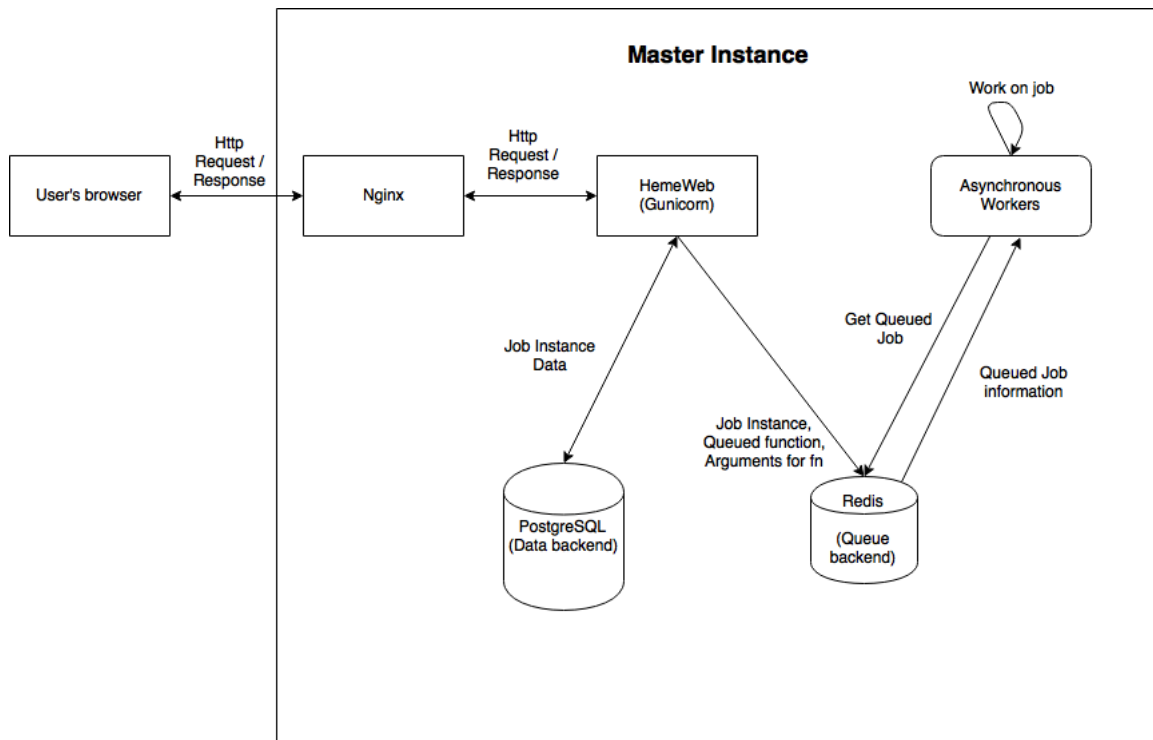 Master Instance
Work on job
Http
Request /
Response
Http
Request /
Response
User's browser
Nginx
HemeWeb
(Gunicorn)
Asynchronous
Workers
Get Queued
Job
Job Instance
Data
Queued Job
information
Job Instance,
Queued function,
Arguments for fn
Redis
(Queue
backend)
PostgreSQL
(Data backend)